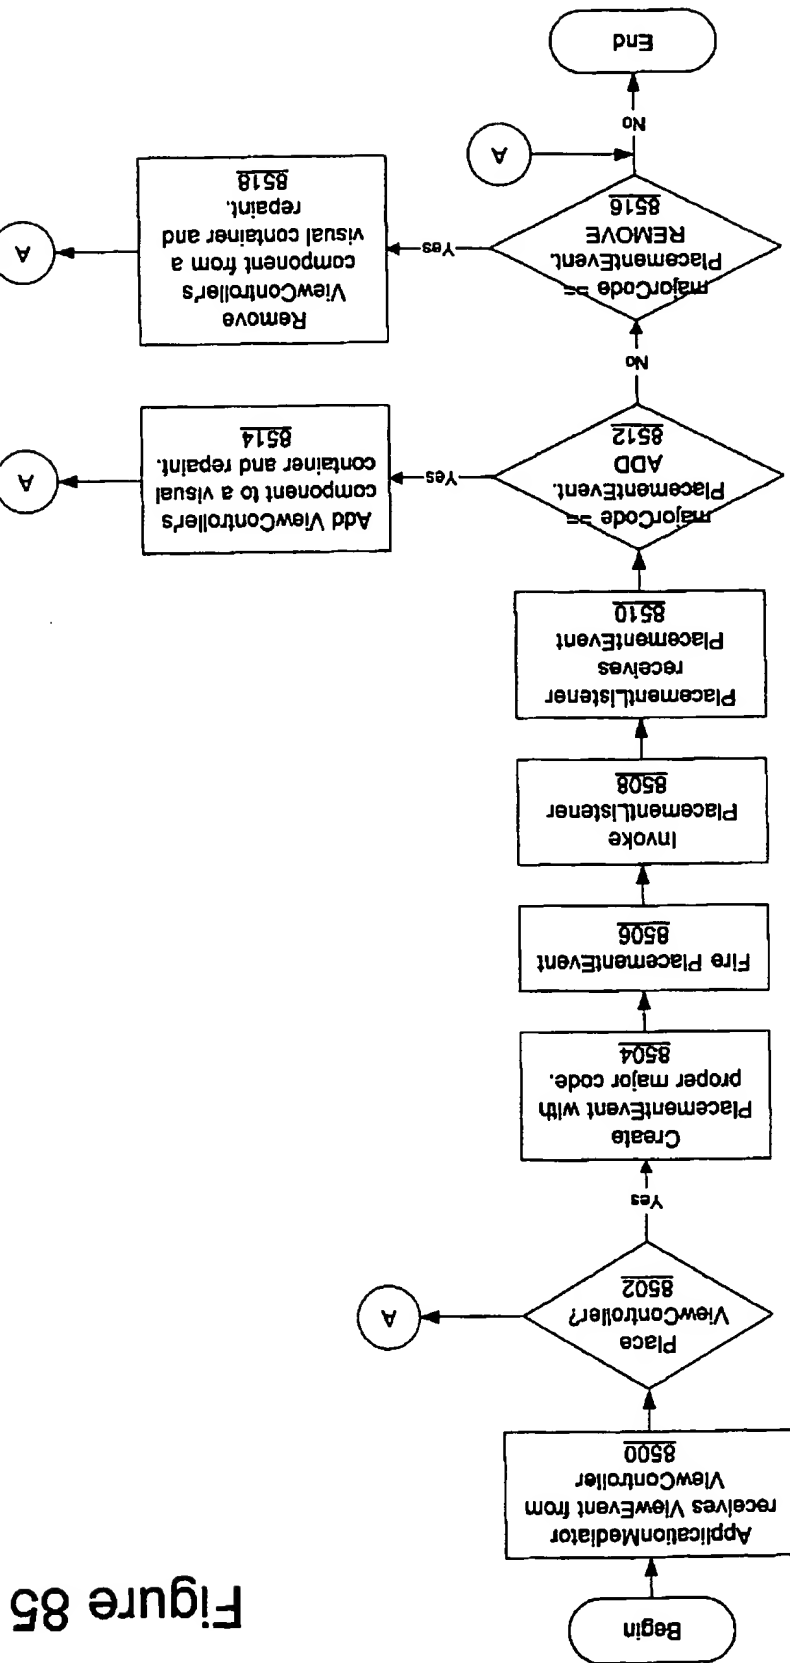 Figure 85
Begin
ApplicationMediator
receives ViewEvent from
ViewController
8500
Place
ViewController?
8502
A
Yes
Create
PlacementEvent with
proper major code.
8504
Fire PlacementEvent
8506
Invoke
PlacementListener
8508
PlacementListener
receives
PlacementEvent
8510
majorCode ==
PlacementEvent.
ADD
8512
Yes
Add ViewController's
component to a visual
container and repaint.
8514
A
No
majorCode ==
PlacementEvent.
REMOVE
8516
Yes
Remove
ViewController's
component from a
visual container and
repaint.
8518
A
A
No
End